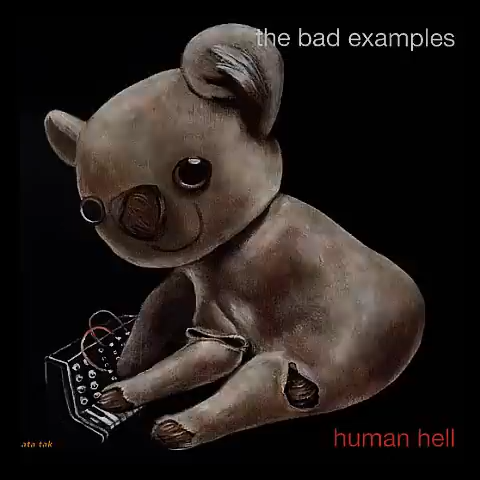 the bad examples
ata tak
human hell